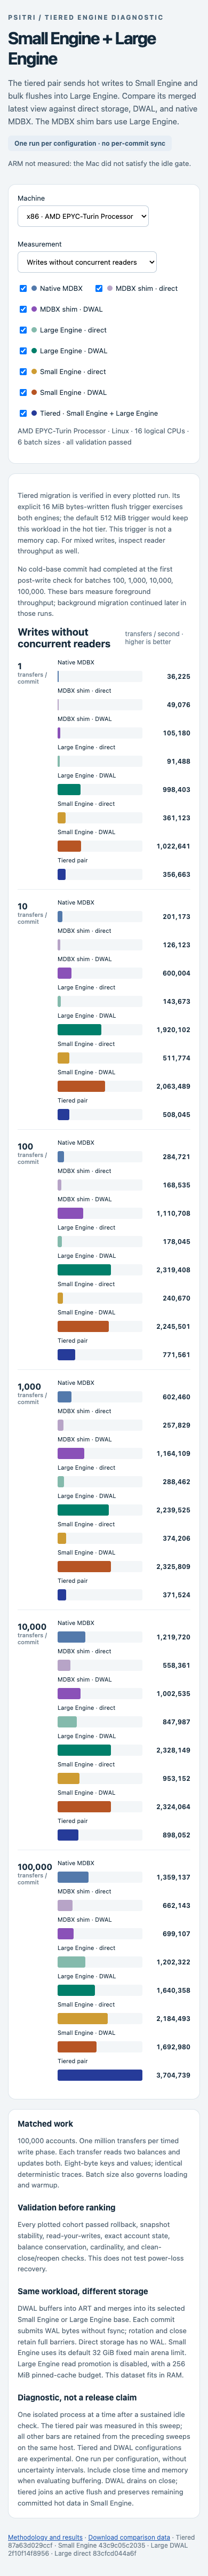 PSITRI / TIERED ENGINE DIAGNOSTIC
Small Engine + Large
Engine
The tiered pair sends hot writes to Small Engine and
bulk flushes into Large Engine. Compare its merged
latest view against direct storage, DWAL, and native
MDBX. The MDBX shim bars use Large Engine.
One run per configuration · no per-commit sync
ARM not measured: the Mac did not satisfy the idle gate.
Machine
x86 · AMD EPYC-Turin Processor
Measurement
Writes without concurrent readers
Native MDBX
MDBX shim · direct
MDBX shim · DWAL
Large Engine · direct
Large Engine · DWAL
Small Engine · direct
Small Engine · DWAL
Tiered · Small Engine + Large Engine
AMD EPYC-Turin Processor · Linux · 16 logical CPUs ·
6 batch sizes · all validation passed
Tiered migration is verified in every plotted run. Its
explicit 16 MiB bytes-written flush trigger exercises
both engines; the default 512 MiB trigger would keep
this workload in the hot tier. This trigger is not a
memory cap. For mixed writes, inspect reader
throughput as well.
No cold-base commit had completed at the first
post-write check for batches 100, 1,000, 10,000,
100,000. These bars measure foreground
throughput; background migration continued later in
those runs.
Writes without
concurrent readers
transfers / second ·
higher is better
1
transfers /
commit
Native MDBX
36,225
MDBX shim · direct
49,076
MDBX shim · DWAL
105,180
Large Engine · direct
91,488
Large Engine · DWAL
998,403
Small Engine · direct
361,123
Small Engine · DWAL
1,022,641
Tiered pair
356,663
10
transfers /
commit
Native MDBX
201,173
MDBX shim · direct
126,123
MDBX shim · DWAL
600,004
Large Engine · direct
143,673
Large Engine · DWAL
1,920,102
Small Engine · direct
511,774
Small Engine · DWAL
2,063,489
Tiered pair
508,045
100
transfers /
commit
Native MDBX
284,721
MDBX shim · direct
168,535
MDBX shim · DWAL
1,110,708
Large Engine · direct
178,045
Large Engine · DWAL
2,319,408
Small Engine · direct
240,670
Small Engine · DWAL
2,245,501
Tiered pair
771,561
1,000
transfers /
commit
Native MDBX
602,460
MDBX shim · direct
257,829
MDBX shim · DWAL
1,164,109
Large Engine · direct
288,462
Large Engine · DWAL
2,239,525
Small Engine · direct
374,206
Small Engine · DWAL
2,325,809
Tiered pair
371,524
10,000
transfers /
commit
Native MDBX
1,219,720
MDBX shim · direct
558,361
MDBX shim · DWAL
1,002,535
Large Engine · direct
847,987
Large Engine · DWAL
2,328,149
Small Engine · direct
953,152
Small Engine · DWAL
2,324,064
Tiered pair
898,052
100,000
transfers /
commit
Native MDBX
1,359,137
MDBX shim · direct
662,143
MDBX shim · DWAL
699,107
Large Engine · direct
1,202,322
Large Engine · DWAL
1,640,358
Small Engine · direct
2,184,493
Small Engine · DWAL
1,692,980
Tiered pair
3,704,739
Matched work
100,000 accounts. One million transfers per timed
write phase. Each transfer reads two balances and
updates both. Eight-byte keys and values; identical
deterministic traces. Batch size also governs loading
and warmup.
Validation before ranking
Every plotted cohort passed rollback, snapshot
stability, read-your-writes, exact account state,
balance conservation, cardinality, and clean-
close/reopen checks. This does not test power-loss
recovery.
Same workload, different storage
DWAL buffers into ART and merges into its selected
Small Engine or Large Engine base. Each commit
submits WAL bytes without fsync; rotation and close
retain full barriers. Direct storage has no WAL. Small
Engine uses its default 32 GiB fixed main arena limit.
Large Engine read promotion is disabled, with a 256
MiB pinned-cache budget. This dataset fits in RAM.
Diagnostic, not a release claim
One isolated process at a time after a sustained idle
check. The tiered pair was measured in this sweep;
all other bars are retained from the preceding sweeps
on the same host. Tiered and DWAL configurations
are experimental. One run per configuration, without
uncertainty intervals. Include close time and memory
when evaluating buffering. DWAL drains on close;
tiered joins an active flush and preserves remaining
committed hot data in Small Engine.
Methodology and results · Download comparison data · Tiered
87a63d029ccf · Small Engine 43c9c05c2035 · Large DWAL
2f10f14f8956 · Large direct 83cfcd044a6f